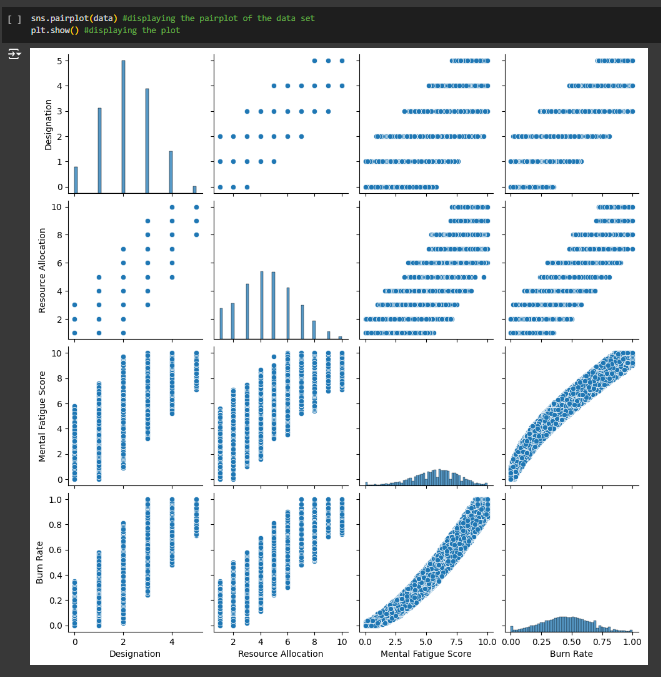 [ ] sns.pairplot(data) #displaying the pairplot of the data set
plt.show() #displaying the plot
Designation
5
4
3
2
1
0
Resource Allocation
10
8
6
4
2
Mental Fatigue Score
10
8
6
4
2
0
Burn Rate
1.0
0.8
0.6
0.4
0.2
0.0
0 2 4
2 4 6 8 10
0.0 2.5 5.0 7.5 10.0
0.00 0.25 0.50 0.75 1.00
Designation
Resource Allocation
Mental Fatigue Score
Burn Rate